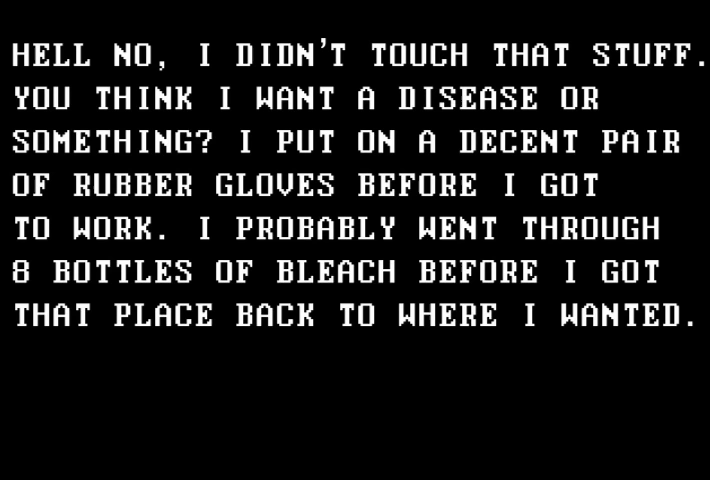 HELL NO, I DIDN'T TOUCH THAT STUFF.
YOU THINK I WANT A DISEASE OR
SOMETHING? I PUT ON A DECENT PAIR
OF RUBBER GLOVES BEFORE I GOT
TO WORK. I PROBABLY WENT THROUGH
8 BOTTLES OF BLEACH BEFORE I GOT
THAT PLACE BACK TO WHERE I WANTED.